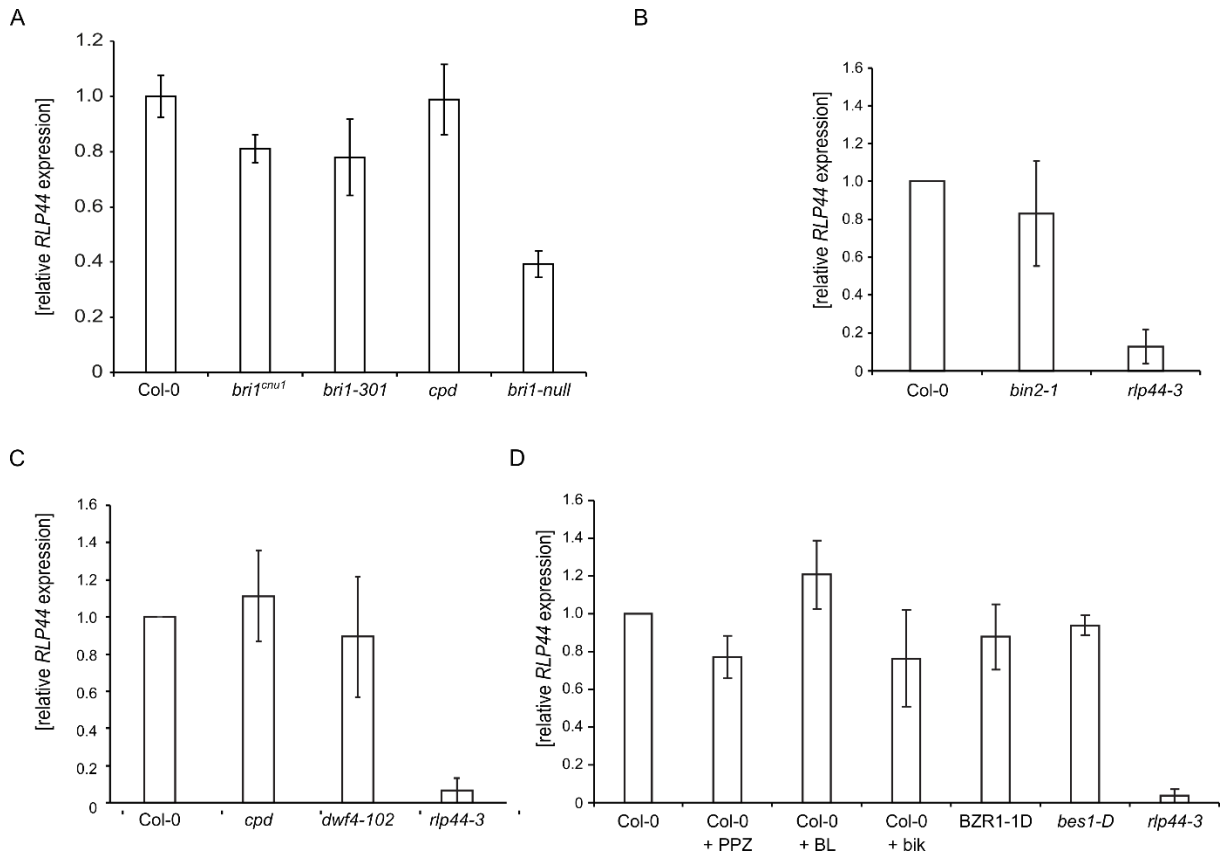 A
[relative RLP44 expression]
1.2
1.0
0.8
0.6
0.4
0.2
0
Col-0 bri1cnu1 bri1-301 cpd bri1-null
B
[relative RLP44 expression]
1.6
1.4
1.2
1.0
0.8
0.6
0.4
0.2
0
Col-0 bin2-1 rlp44-3
C
[relative RLP44 expression]
1.6
1.4
1.2
1.0
0.8
0.6
0.4
0.2
0
Col-0 cpd dwf4-102 rlp44-3
D
[relative RLP44 expression]
1.6
1.4
1.2
1.0
0.8
0.6
0.4
0.2
0
Col-0 Col-0 Col-0 Col-0 BZR1-1D bes1-D rlp44-3
+ PPZ + BL + bik